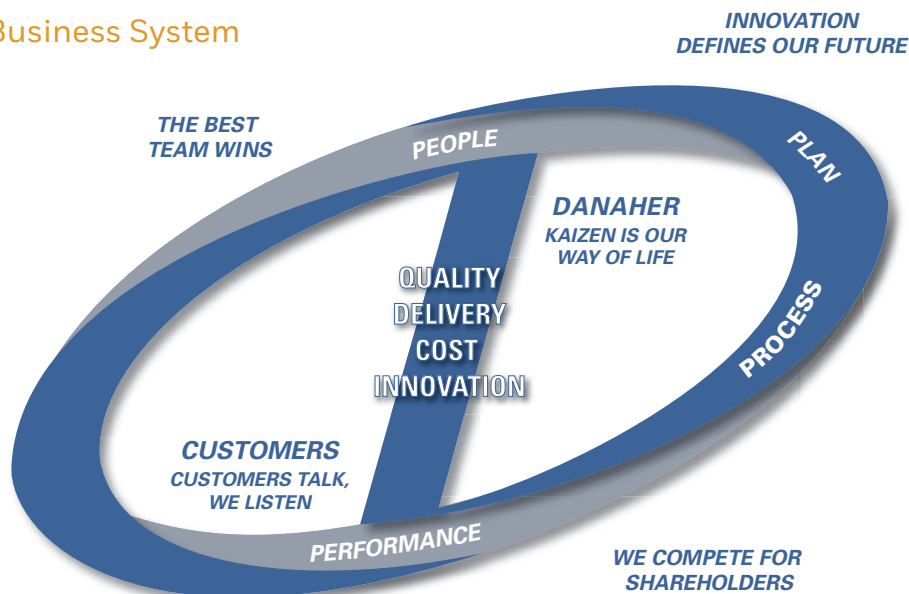 Business System
INNOVATION
DEFINES OUR FUTURE
THE BEST
TEAM WINS
PEOPLE
PLAN
DANAHER
KAIZEN IS OUR
WAY OF LIFE
QUALITY
DELIVERY
COST
INNOVATION
PROCESS
CUSTOMERS
CUSTOMERS TALK,
WE LISTEN
PERFORMANCE
WE COMPETE FOR
SHAREHOLDERS